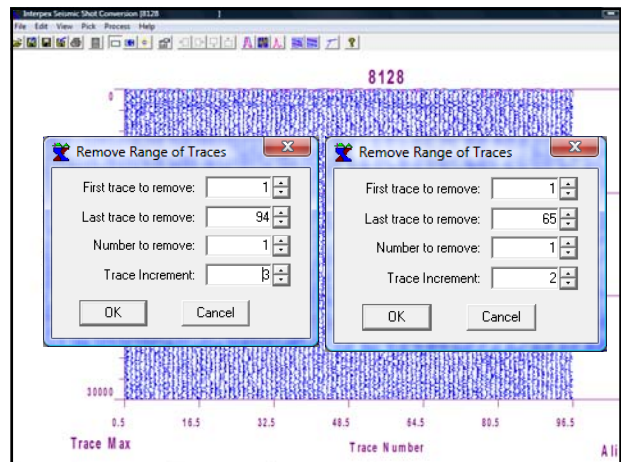 Interpex Seismic Shot Conversion [8128 ]
File Edit View Pick Process Help
8128
0
Remove Range of Traces
First trace to remove: 1
Last trace to remove: 94
Number to remove: 1
Trace Increment: 3
OK Cancel
Remove Range of Traces
First trace to remove: 1
Last trace to remove: 65
Number to remove: 1
Trace Increment: 2
OK Cancel
30000
0.5 16.5 32.5 48.5 64.5 80.5 96.5
Trace Max Trace Number Ali